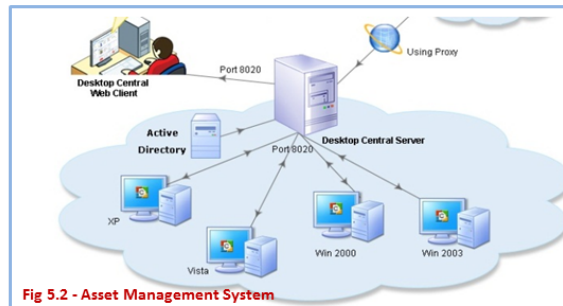 Using Proxy
Port 8020
Desktop Central
Web Client
Active
Directory
Desktop Central Server
Port 8020
XP
Vista
Win 2000
Win 2003
Fig 5.2 - Asset Management System